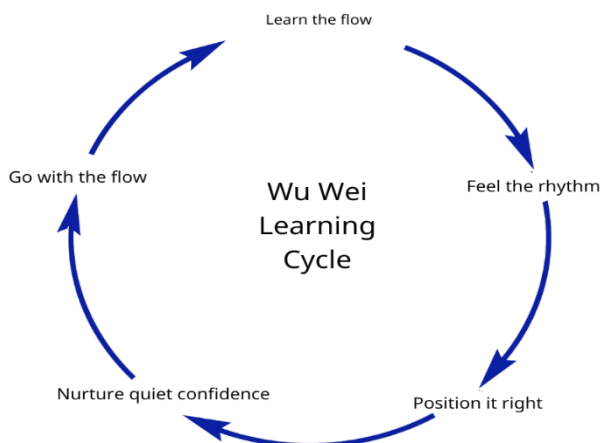 Learn the flow
Go with the flow
Feel the rhythm
Wu Wei
Learning
Cycle
Nurture quiet confidence
Position it right